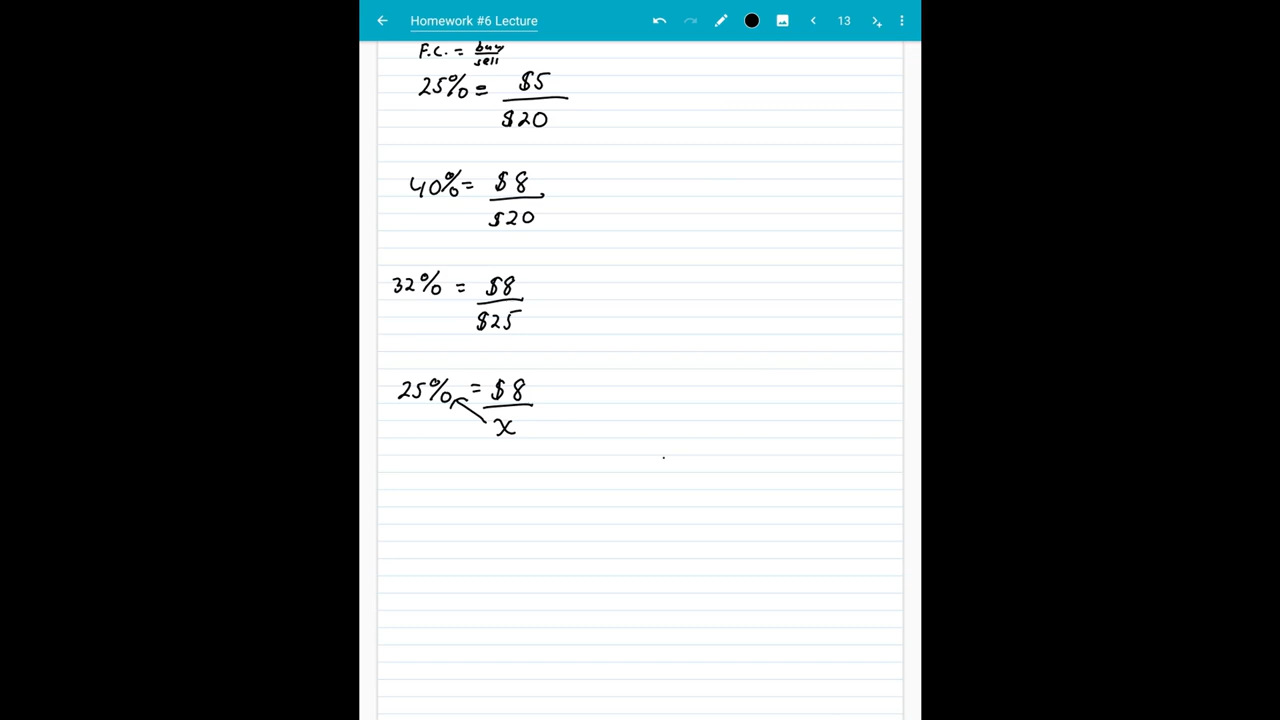 Homework #6 Lecture
13
F.C. = buy
sell
25% = $5
$20
40% = $8
$20
32% = $8
$25
25% = $8
x